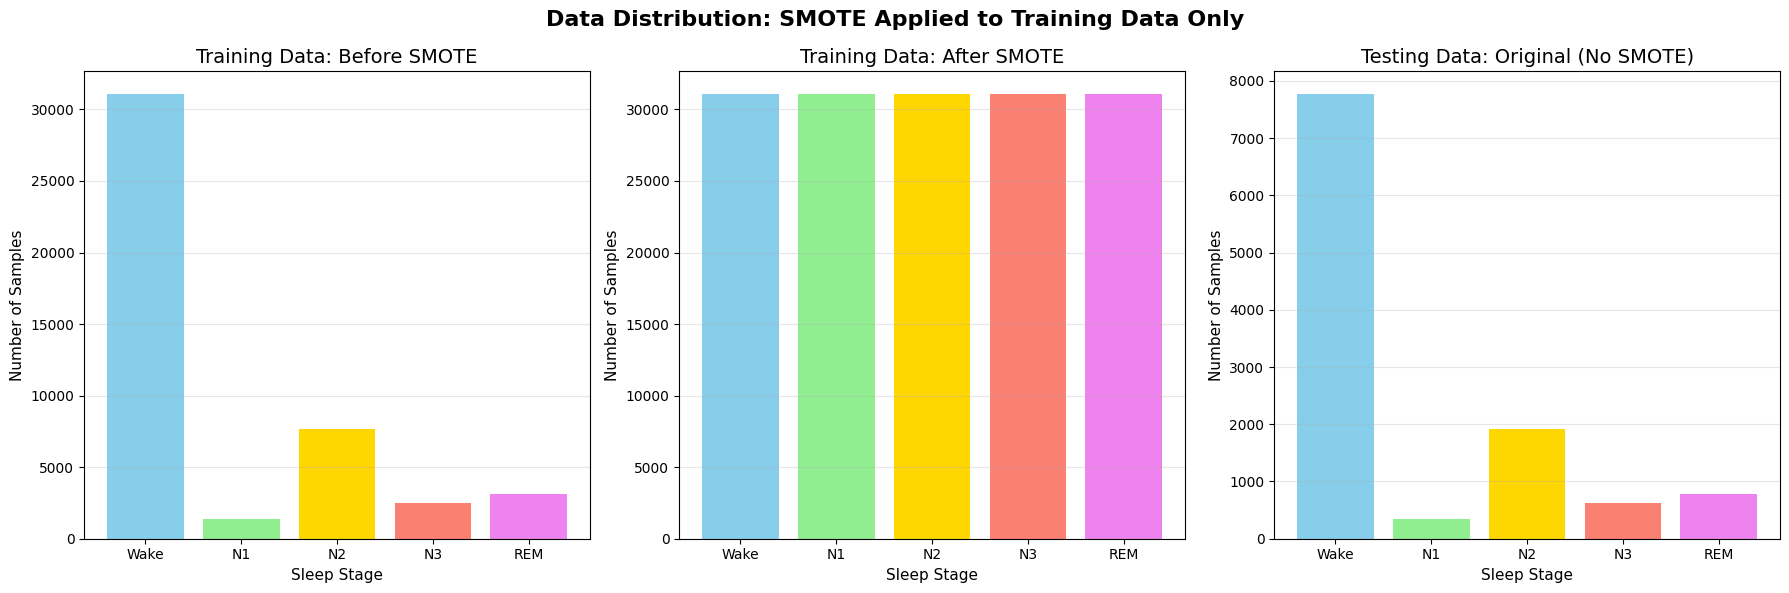 Data Distribution: SMOTE Applied to Training Data Only
Training Data: Before SMOTE
Number of Samples
30000
25000
20000
15000
10000
5000
0
Wake N1 N2 N3 REM
Sleep Stage
Training Data: After SMOTE
Number of Samples
30000
25000
20000
15000
10000
5000
0
Wake N1 N2 N3 REM
Sleep Stage
Testing Data: Original (No SMOTE)
Number of Samples
8000
7000
6000
5000
4000
3000
2000
1000
0
Wake N1 N2 N3 REM
Sleep Stage